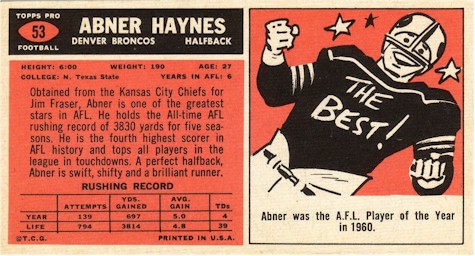 TOPPS PRO
53
FOOTBALL
ABNER HAYNES
DENVER BRONCOS HALFBACK
HEIGHT: 6:00 WEIGHT: 190 AGE: 27
COLLEGE: N. Texas State YEARS IN AFL: 6
Obtained from the Kansas City Chiefs for
Jim Fraser, Abner is one of the greatest
stars in AFL. He holds the All-time AFL
rushing record of 3830 yards for five sea-
sons. He is the fourth highest scorer in
AFL history and tops all players in the
league in touchdowns. A perfect halfback,
Abner is swift, shifty and a brilliant runner.
RUSHING RECORD
ATTEMPTS YDS. GAINED AVG. GAIN TDs
YEAR 139 697 5.0 4
LIFE 794 3814 4.8 39
©T.C.G. PRINTED IN U.S.A.
THE
BEST!
Abner was the A.F.L. Player of the Year
in 1960.